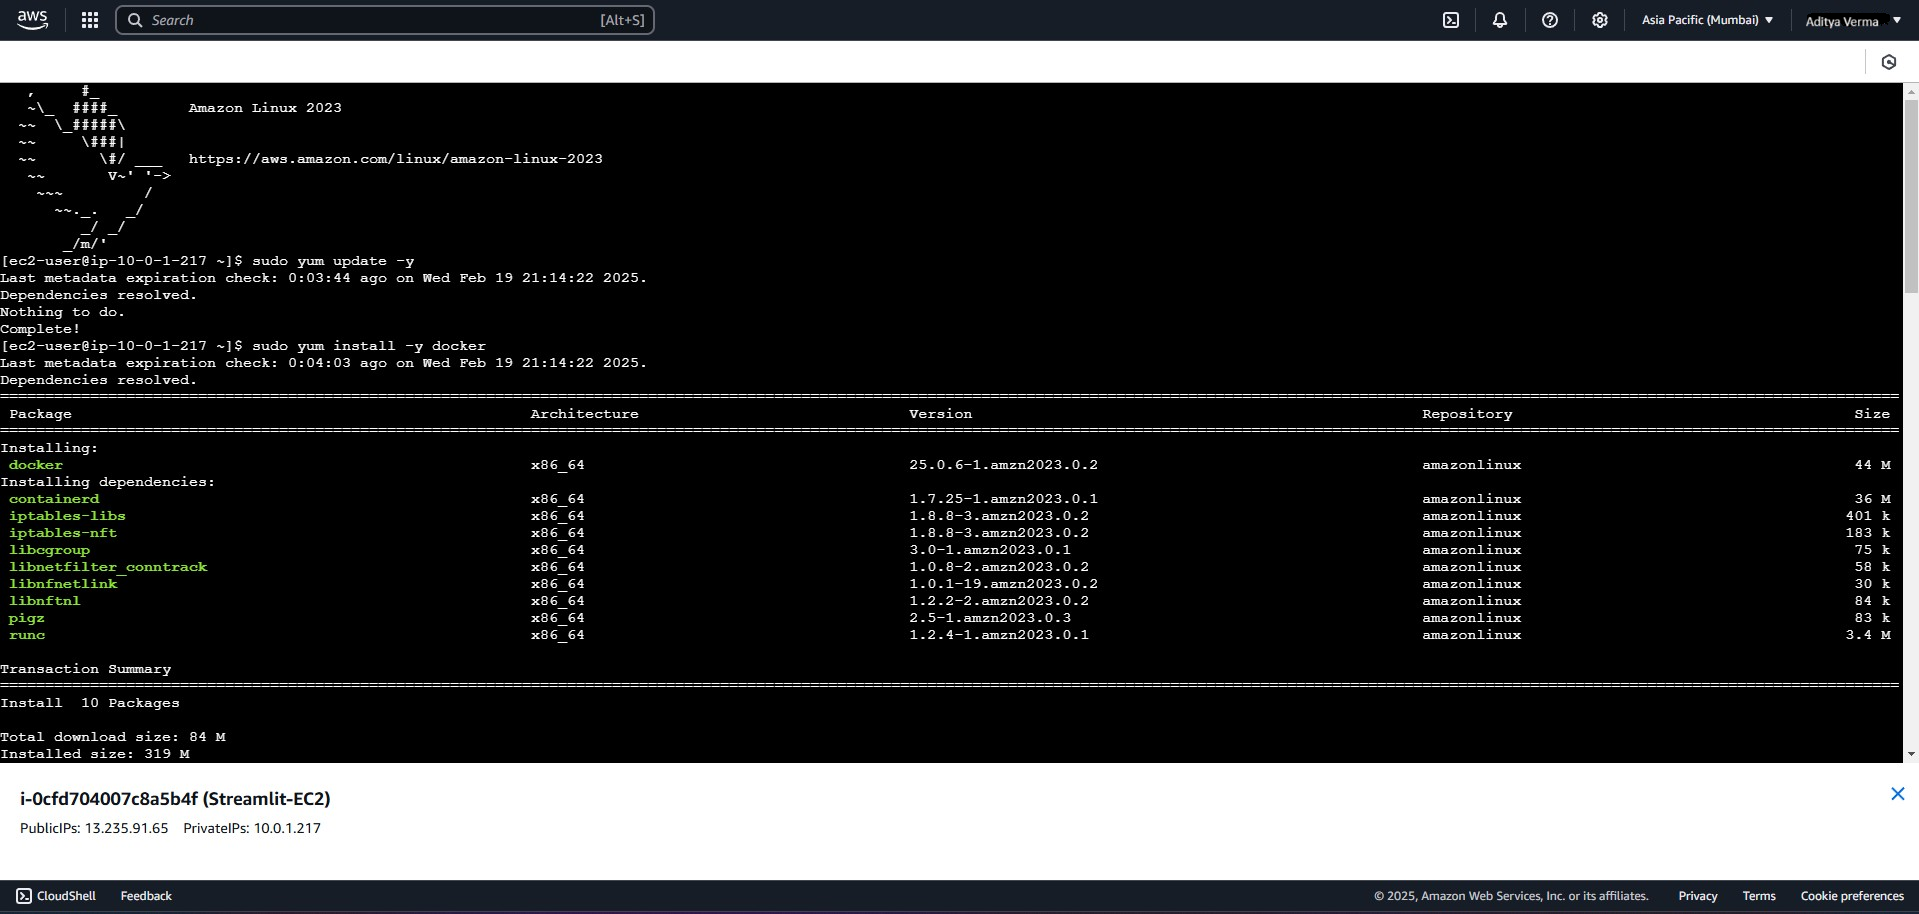 aws
Search [Alt+S]
Asia Pacific (Mumbai)
Aditya Verma
,     #_
~\_  ####_        Amazon Linux 2023
~~  \_#####\
~~     \###|
~~       \#/ ___   https://aws.amazon.com/linux/amazon-linux-2023
~~       V~' '->
~~~         /
~~._.   _/
_/ _/
_/m/'
[ec2-user@ip-10-0-1-217 ~]$ sudo yum update -y
Last metadata expiration check: 0:03:44 ago on Wed Feb 19 21:14:22 2025.
Dependencies resolved.
Nothing to do.
Complete!
[ec2-user@ip-10-0-1-217 ~]$ sudo yum install -y docker
Last metadata expiration check: 0:04:03 ago on Wed Feb 19 21:14:22 2025.
Dependencies resolved.
Package Architecture Version Repository Size
Installing:
docker x86_64 25.0.6-1.amzn2023.0.2 amazonlinux 44 M
Installing dependencies:
containerd x86_64 1.7.25-1.amzn2023.0.1 amazonlinux 36 M
iptables-libs x86_64 1.8.8-3.amzn2023.0.2 amazonlinux 401 k
iptables-nft x86_64 1.8.8-3.amzn2023.0.2 amazonlinux 183 k
libcgroup x86_64 3.0-1.amzn2023.0.1 amazonlinux 75 k
libnetfilter_conntrack x86_64 1.0.8-2.amzn2023.0.2 amazonlinux 58 k
libnfnetlink x86_64 1.0.1-19.amzn2023.0.2 amazonlinux 30 k
libnftnl x86_64 1.2.2-2.amzn2023.0.2 amazonlinux 84 k
pigz x86_64 2.5-1.amzn2023.0.3 amazonlinux 83 k
runc x86_64 1.2.4-1.amzn2023.0.1 amazonlinux 3.4 M
Transaction Summary
Install  10 Packages
Total download size: 84 M
Installed size: 319 M
i-0cfd704007c8a5b4f (Streamlit-EC2)
PublicIPs: 13.235.91.65 PrivateIPs: 10.0.1.217
CloudShell Feedback © 2025, Amazon Web Services, Inc. or its affiliates. Privacy Terms Cookie preferences